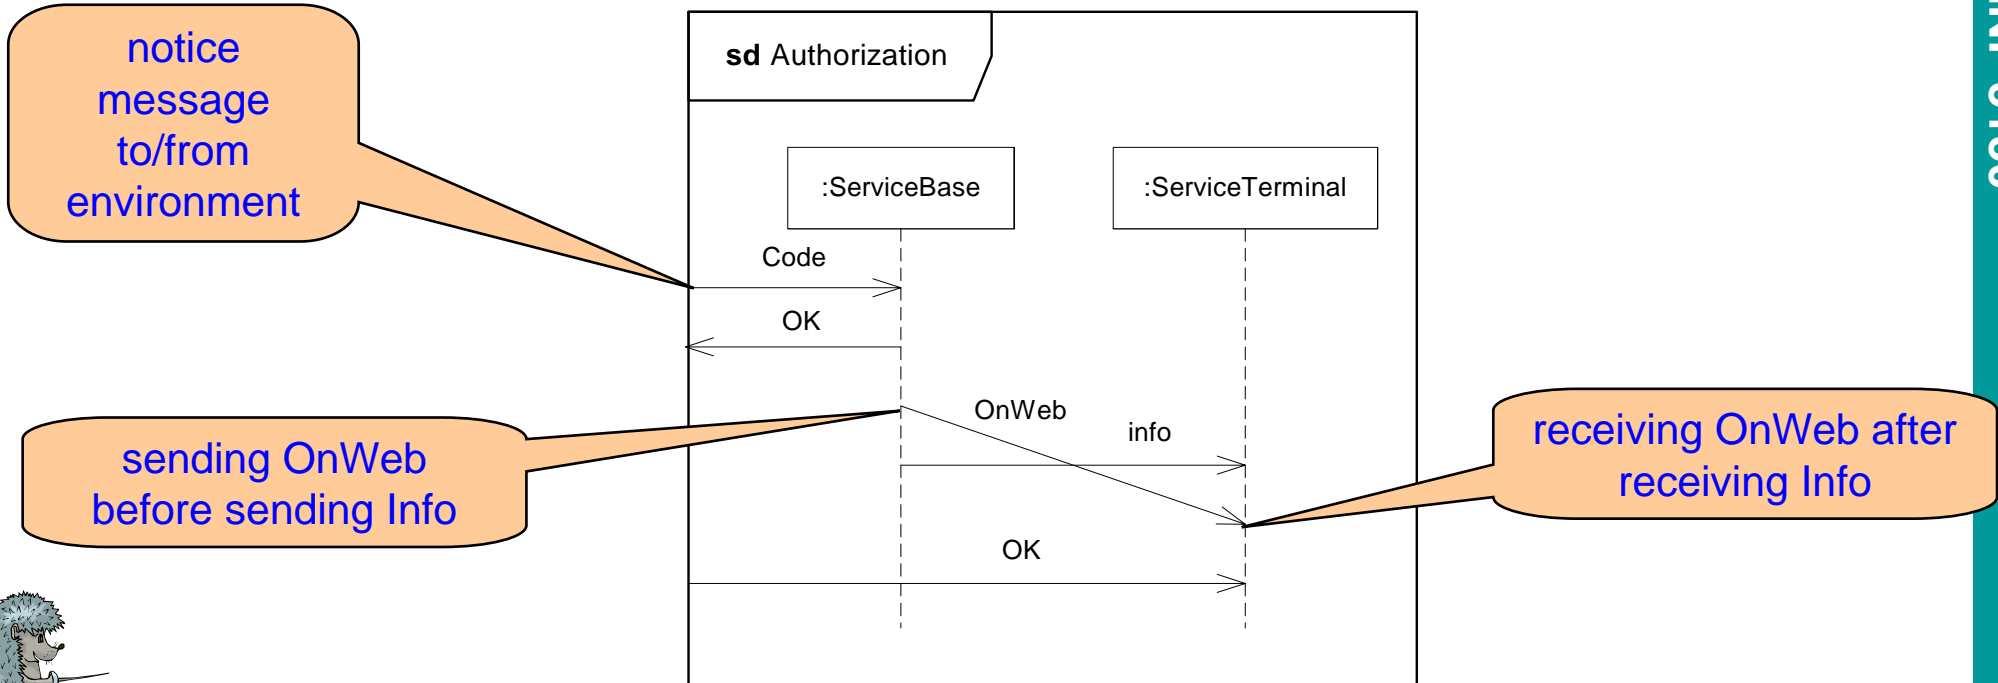 notice
message
to/from
environment
sd Authorization
:ServiceBase
:ServiceTerminal
Code
OK
OnWeb
info
sending OnWeb
before sending Info
receiving OnWeb after
receiving Info
OK